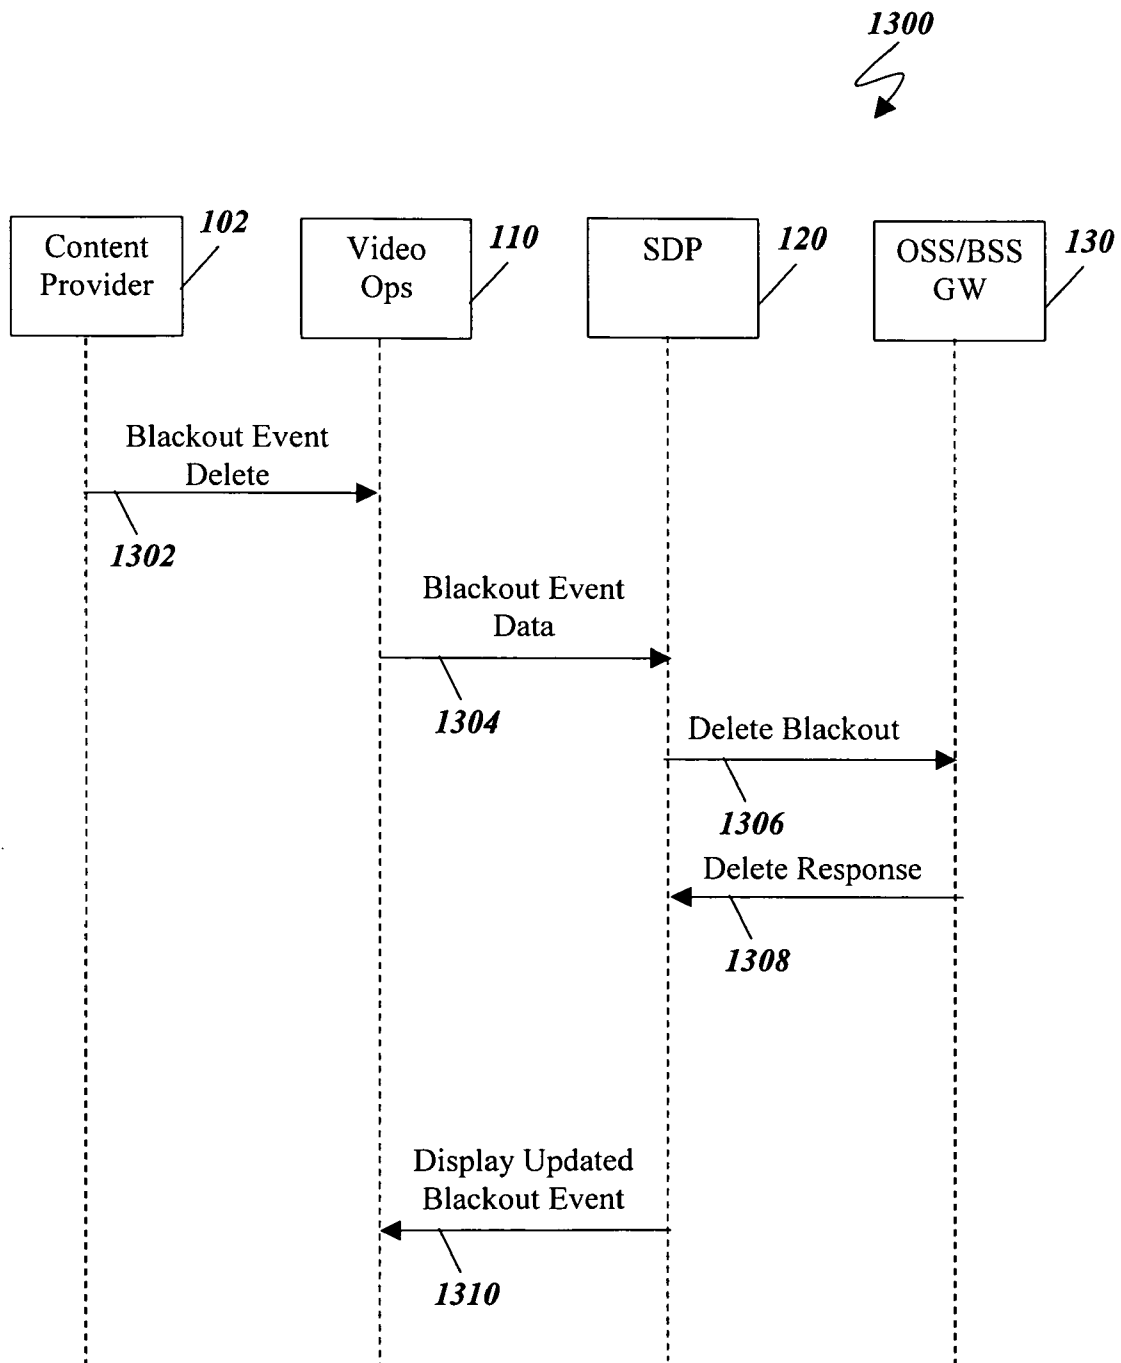 1300
102
110
120
130
Content
Provider
Video
Ops
SDP
OSS/BSS
GW
Blackout Event
Delete
1302
Blackout Event
Data
1304
Delete Blackout
1306
Delete Response
1308
Display Updated
Blackout Event
1310